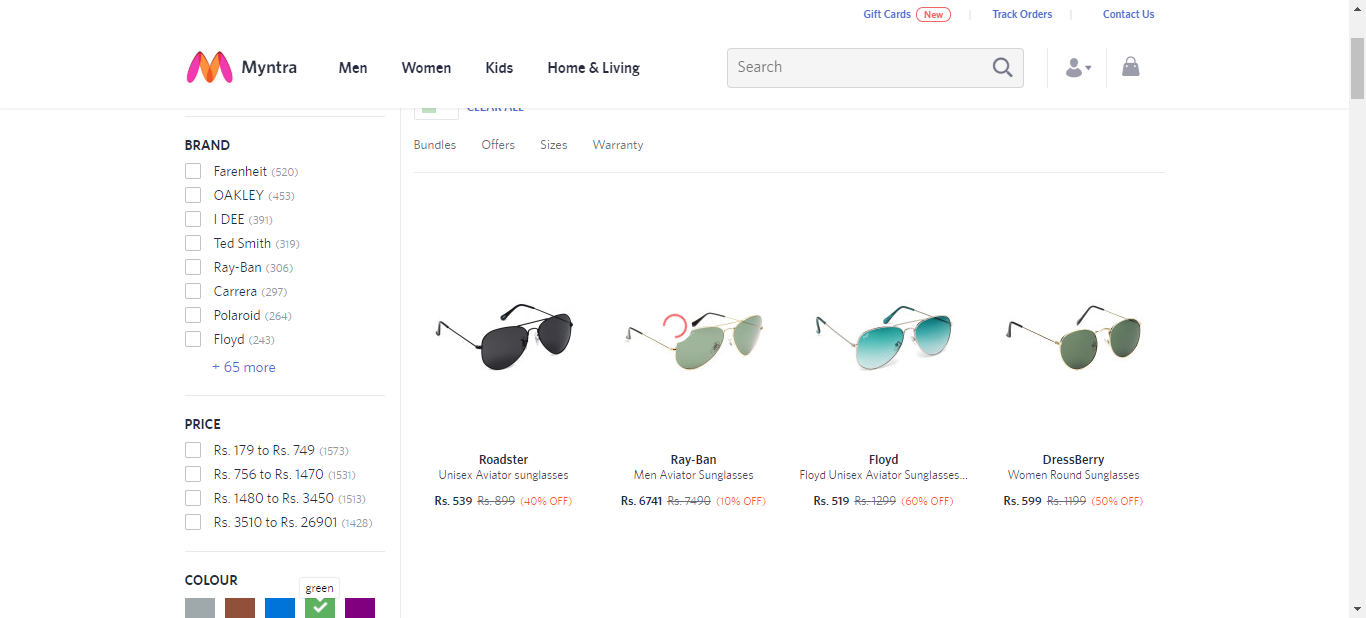 Gift Cards New Track Orders Contact Us
Myntra Men Women Kids Home & Living Search
CLEAR ALL
Bundles Offers Sizes Warranty
BRAND
Farenheit (520)
OAKLEY (453)
I DEE (391)
Ted Smith (319)
Ray-Ban (306)
Carrera (297)
Polaroid (264)
Floyd (243)
+ 65 more
PRICE
Rs. 179 to Rs. 749 (1573)
Rs. 756 to Rs. 1470 (1531)
Rs. 1480 to Rs. 3450 (1513)
Rs. 3510 to Rs. 26901 (1428)
COLOUR
green
Roadster
Unisex Aviator sunglasses
Rs. 539 Rs. 899 (40% OFF)
Ray-Ban
Men Aviator Sunglasses
Rs. 6741 Rs. 7490 (10% OFF)
Floyd
Floyd Unisex Aviator Sunglasses...
Rs. 519 Rs. 1299 (60% OFF)
DressBerry
Women Round Sunglasses
Rs. 599 Rs. 1199 (50% OFF)